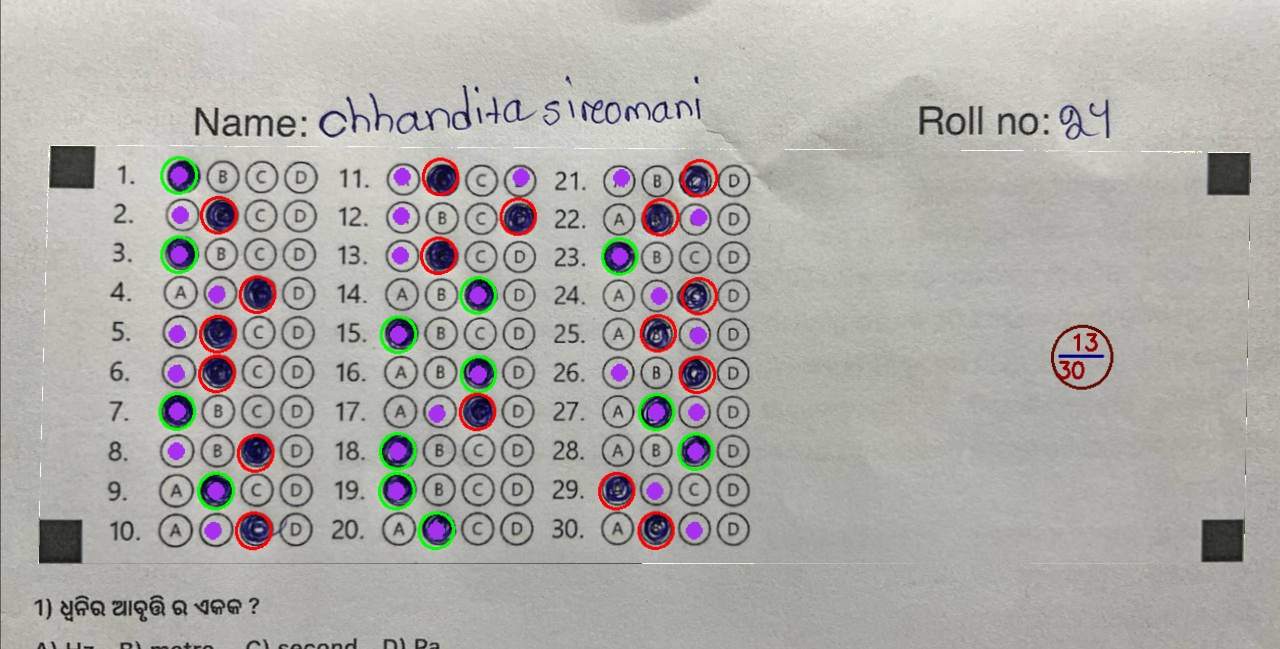 Name: chhandita sireomani Roll no: 24
1. B C D 11. C 21. B D
2. C D 12. B C 22. A D
3. B C D 13. C D 23. B C D
4. A D 14. A B D 24. A D
5. C D 15. B C D 25. A D
6. C D 16. A B D 26. B D
7. B C D 17. A D 27. A D
8. B D 18. B C D 28. A B D
9. A C D 19. B C D 29. C D
10. A D 20. A C D 30. A D
13
30
1) ଧ୍ୱନିର ଆବୃତ୍ତି ର ଏକକ ?
A) Hz B) metre C) second D) Pa